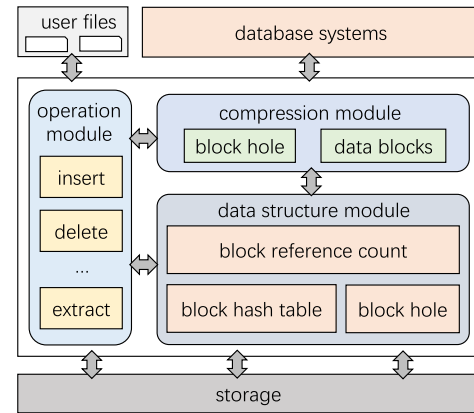 user files
database systems
operation
module
insert
delete
...
extract
compression module
block hole
data blocks
data structure module
block reference count
block hash table
block hole
storage